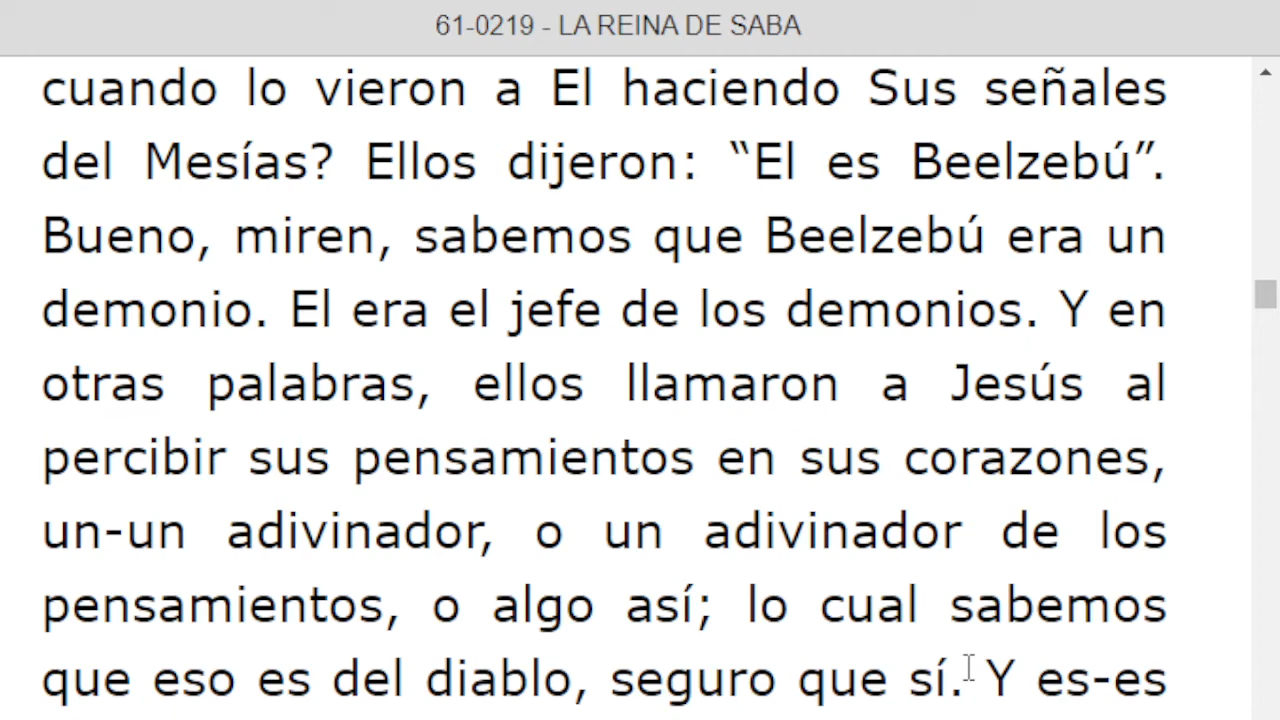 61-0219 - LA REINA DE SABA
cuando lo vieron a El haciendo Sus señales
del Mesías? Ellos dijeron: “El es Beelzebú”.
Bueno, miren, sabemos que Beelzebú era un
demonio. El era el jefe de los demonios. Y en
otras palabras, ellos llamaron a Jesús al
percibir sus pensamientos en sus corazones,
un-un adivinador, o un adivinador de los
pensamientos, o algo así; lo cual sabemos
que eso es del diablo, seguro que sí. Y es-es